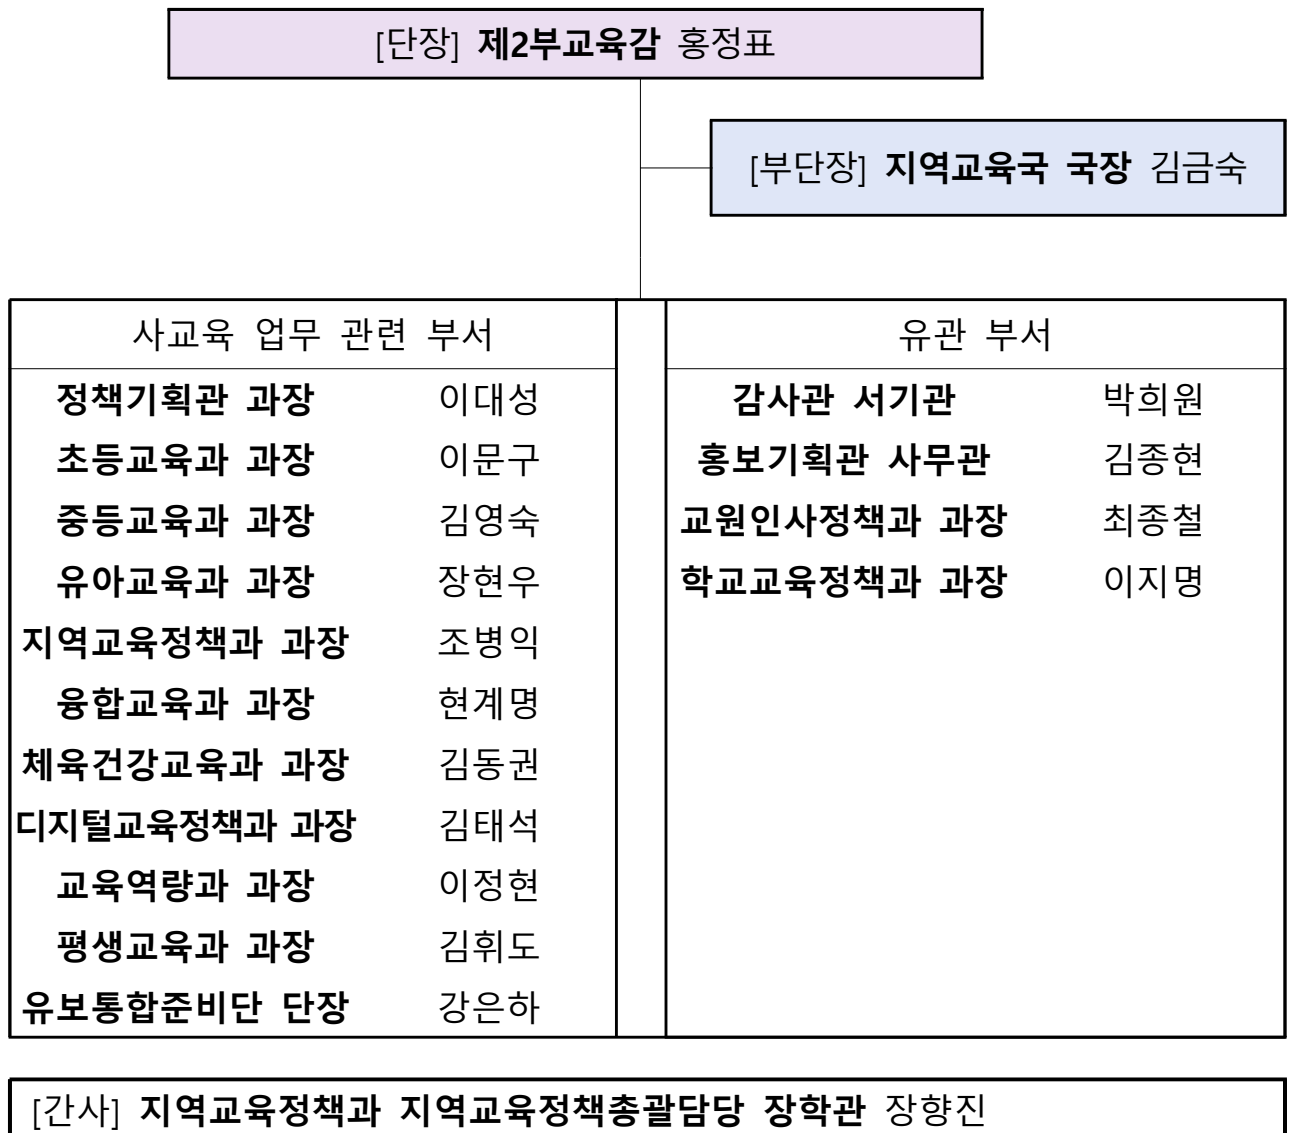 [단장] 제2부교육감 홍정표
[부단장] 지역교육국 국장 김금숙
사교육 업무 관련 부서
정책기획관 과장 이대성
초등교육과 과장 이문구
중등교육과 과장 김영숙
유아교육과 과장 장현우
지역교육정책과 과장 조병익
융합교육과 과장 현계명
체육건강교육과 과장 김동권
디지털교육정책과 과장 김태석
교육역량과 과장 이정현
평생교육과 과장 김휘도
유보통합준비단 단장 강은하
유관 부서
감사관 서기관 박희원
홍보기획관 사무관 김종현
교원인사정책과 과장 최종철
학교교육정책과 과장 이지명
[간사] 지역교육정책과 지역교육정책총괄담당 장학관 장향진